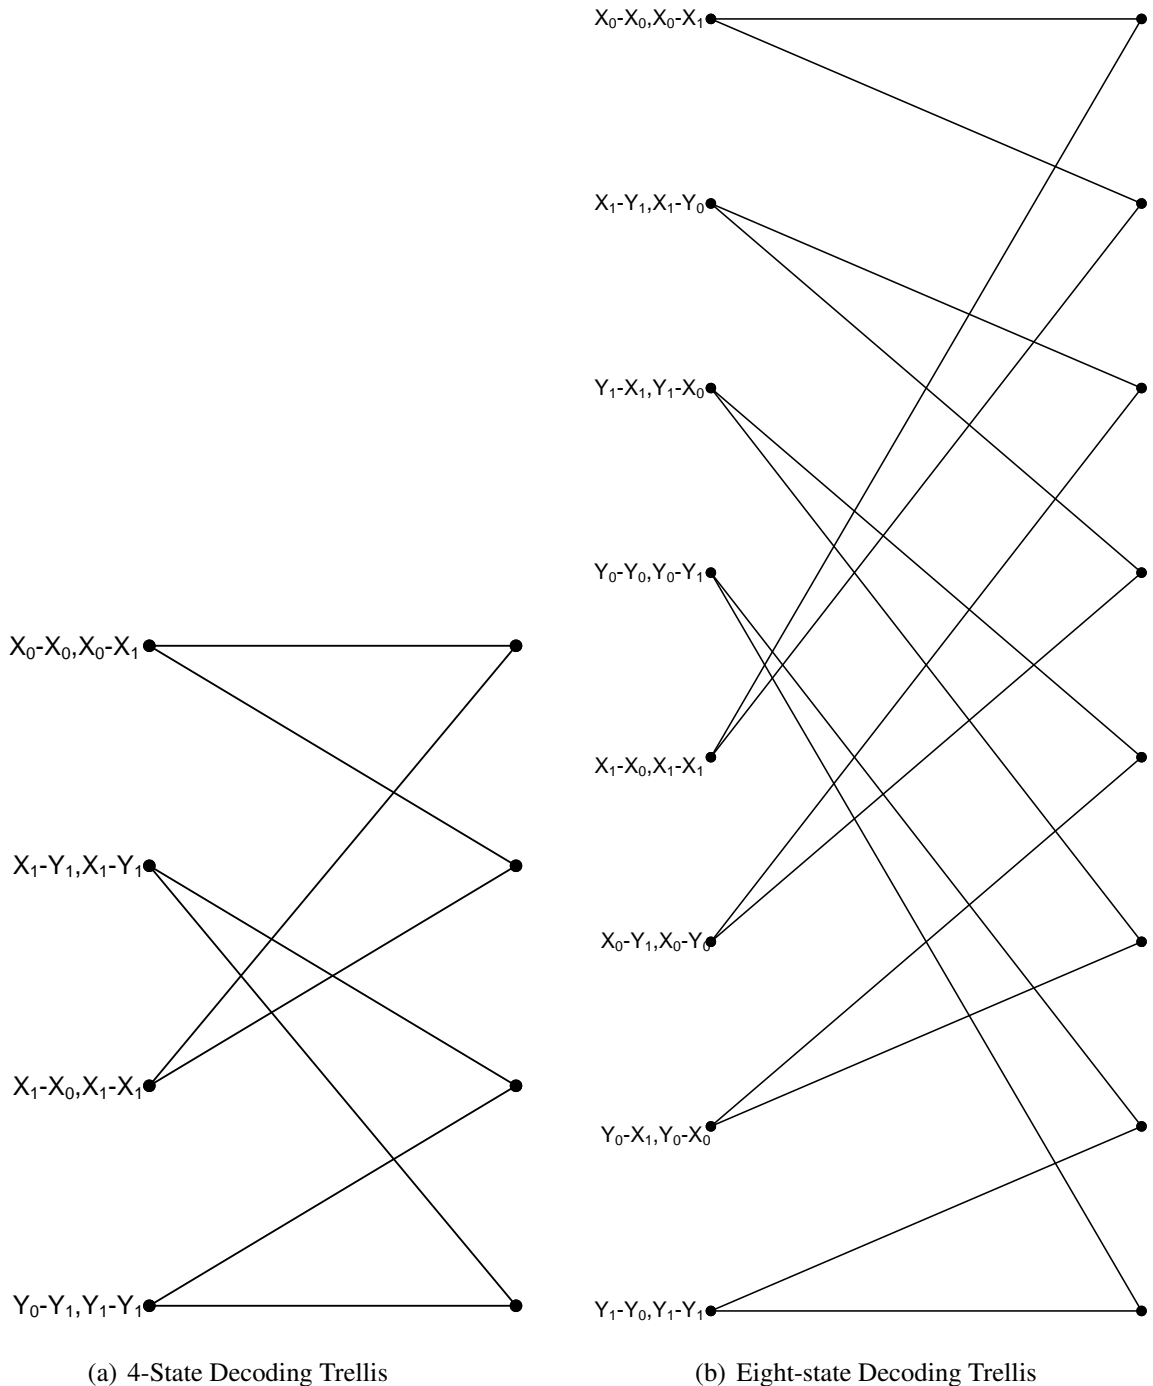 X₀-X₀,X₀-X₁
X₁-Y₁,X₁-Y₁
X₁-X₀,X₁-X₁
Y₀-Y₁,Y₁-Y₁
(a) 4-State Decoding Trellis
X₀-X₀,X₀-X₁
X₁-Y₁,X₁-Y₀
Y₁-X₁,Y₁-X₀
Y₀-Y₀,Y₀-Y₁
X₁-X₀,X₁-X₁
X₀-Y₁,X₀-Y₀
Y₀-X₁,Y₀-X₀
Y₁-Y₀,Y₁-Y₁
(b) Eight-state Decoding Trellis